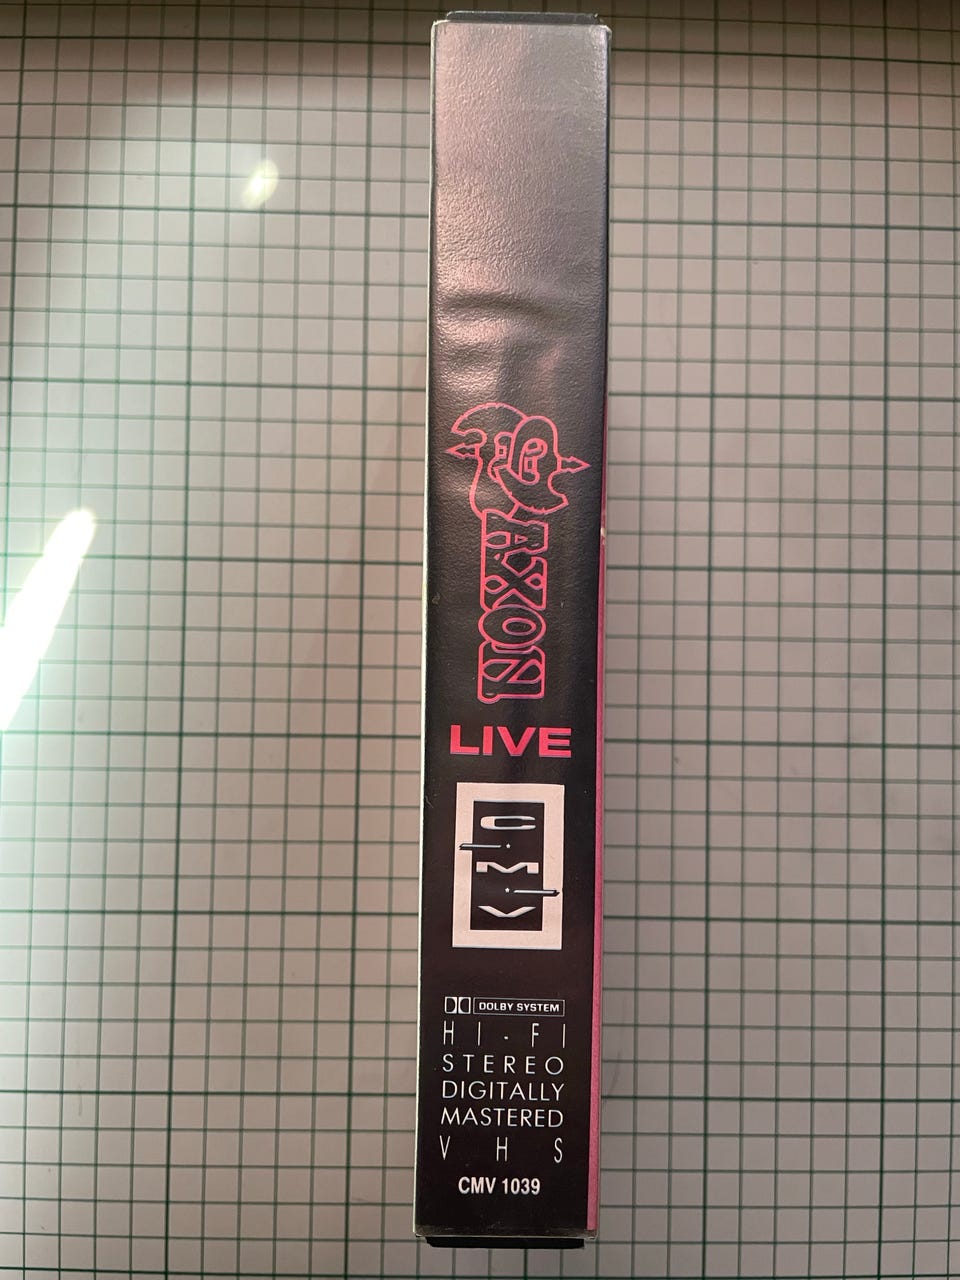 SAXON
LIVE
C·M·V
DOLBY SYSTEM
HI-FI
STEREO
DIGITALLY
MASTERED
VHS
CMV 1039